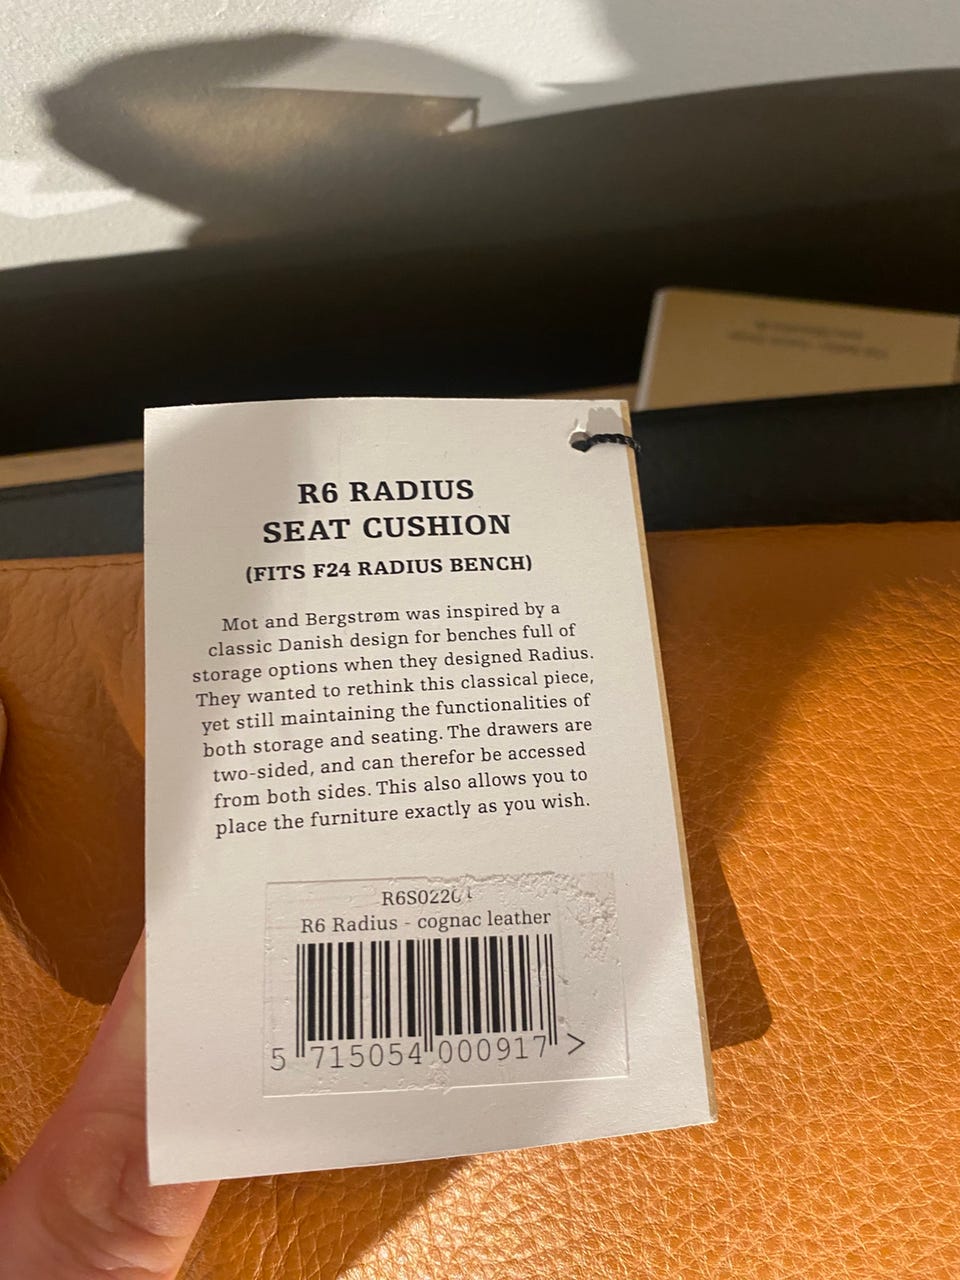 R6 RADIUS
SEAT CUSHION
(FITS F24 RADIUS BENCH)
Mot and Bergstrøm was inspired by a
classic Danish design for benches full of
storage options when they designed Radius.
They wanted to rethink this classical piece,
yet still maintaining the functionalities of
both storage and seating. The drawers are
two-sided, and can therefor be accessed
from both sides. This also allows you to
place the furniture exactly as you wish.
R6 Radius - cognac leather
5 715054 000917 >